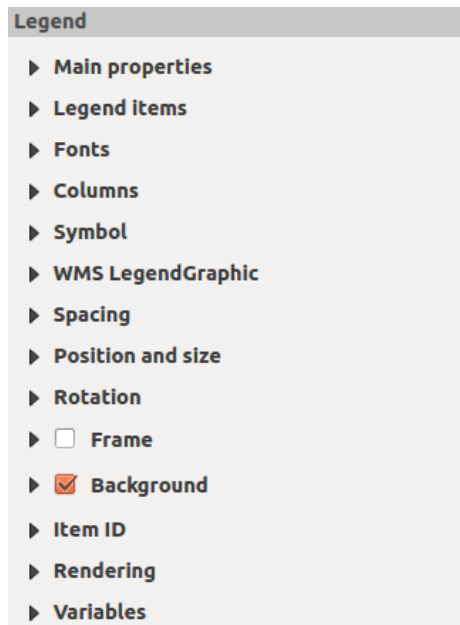 Legend
Main properties
Legend items
Fonts
Columns
Symbol
WMS LegendGraphic
Spacing
Position and size
Rotation
Frame
Background
Item ID
Rendering
Variables